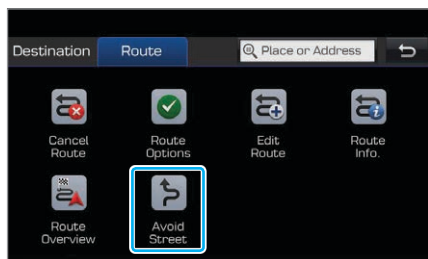 Destination Route Place or Address
Cancel Route Edit Route
Route Options Route Info.
Route Avoid
Overview Street